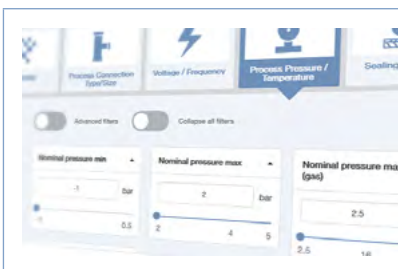 Process Connection
Type/Size
Voltage / Frequency
Process Pressure /
Temperature
Sealing
Advanced filters
Collapse all filters
Nominal pressure min
bar
0.5
Nominal pressure max
2
bar
2 4 5
Nominal pressure ma
(gas)
2.5
2.5 16